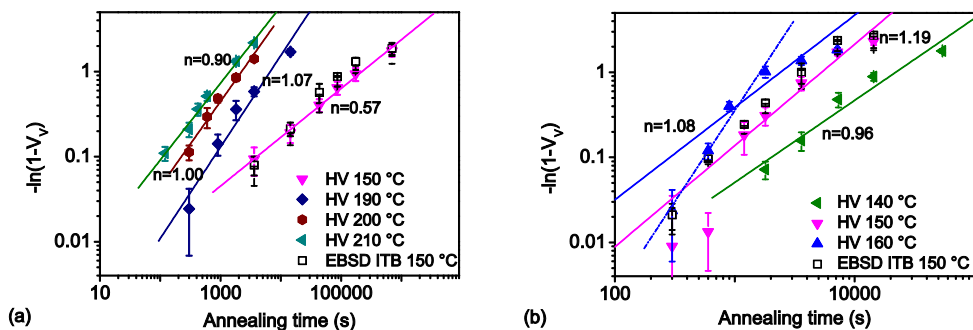 -ln(1-Vv)
1
0.1
0.01
n=0.90
n=1.07
n=0.57
n=1.00
HV 150 °C
HV 190 °C
HV 200 °C
HV 210 °C
EBSD ITB 150 °C
10 1000 100000
Annealing time (s)
(a)
-ln(1-Vv)
1
0.1
0.01
n=1.19
n=1.08
n=0.96
HV 140 °C
HV 150 °C
HV 160 °C
EBSD ITB 150 °C
100 10000
Annealing time (s)
(b)